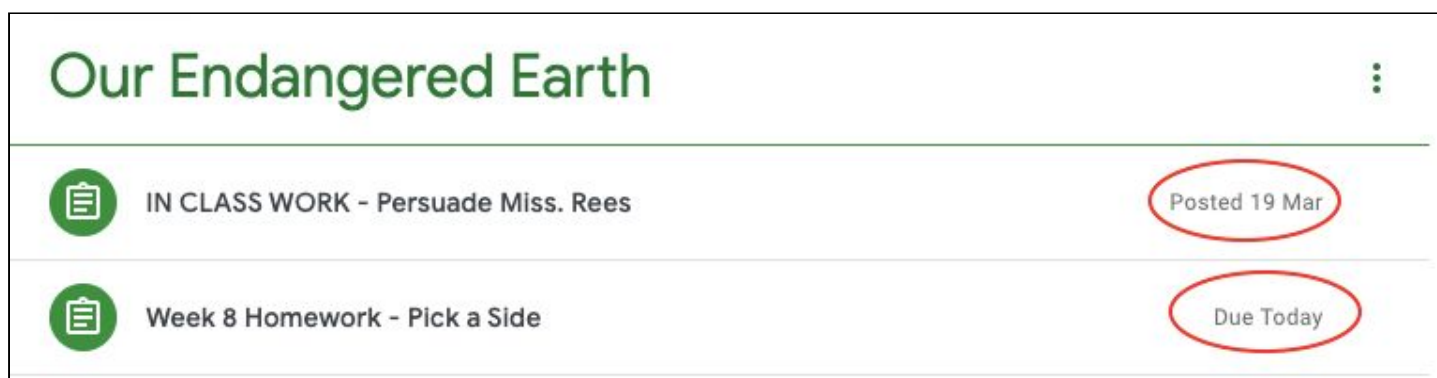 Our Endangered Earth
IN CLASS WORK - Persuade Miss. Rees
Posted 19 Mar
Week 8 Homework - Pick a Side
Due Today